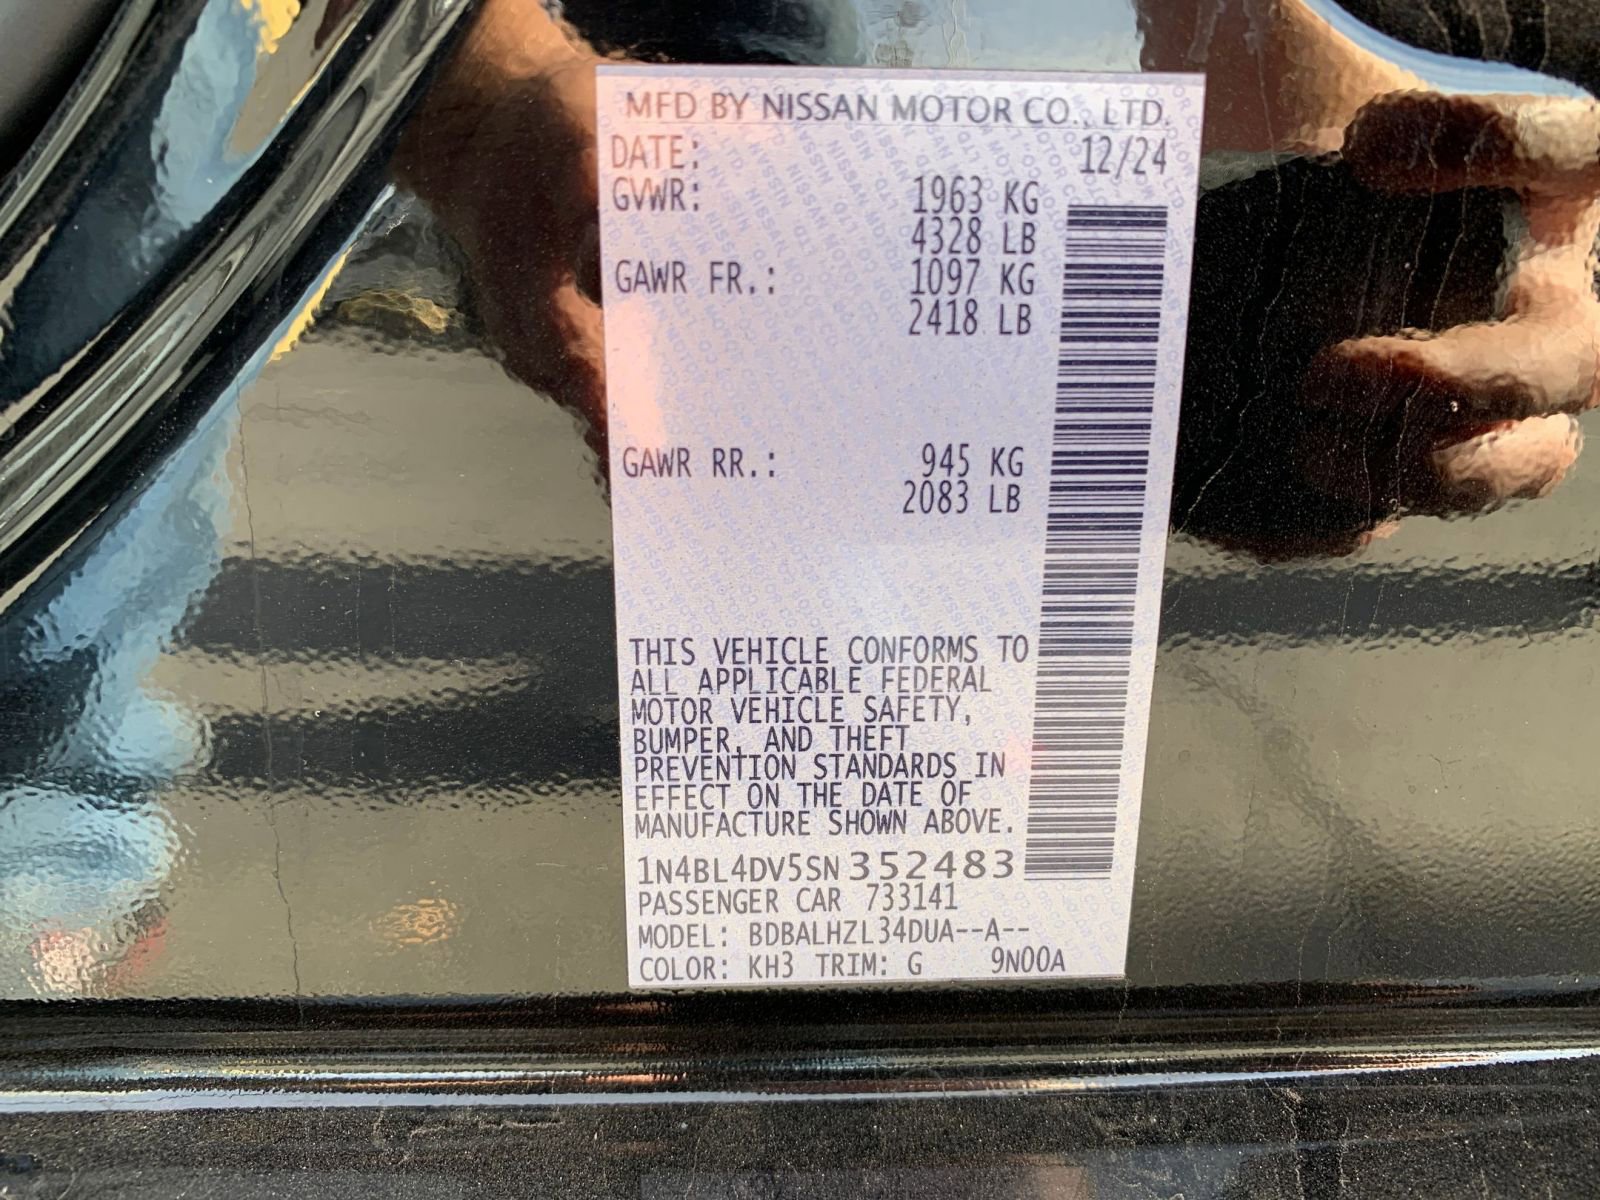 MFD BY NISSAN MOTOR CO., LTD.
DATE: 12/24
GVWR: 1963 KG
4328 LB
GAWR FR.: 1097 KG
2418 LB
GAWR RR.: 945 KG
2083 LB
THIS VEHICLE CONFORMS TO
ALL APPLICABLE FEDERAL
MOTOR VEHICLE SAFETY,
BUMPER, AND THEFT
PREVENTION STANDARDS IN
EFFECT ON THE DATE OF
MANUFACTURE SHOWN ABOVE.
1N4BL4DV5SN352483
PASSENGER CAR 733141
MODEL: BDBALHZL34DUA--A--
COLOR: KH3 TRIM: G 9N00A